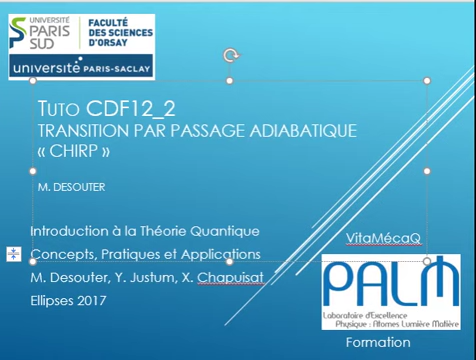 UNIVERSITÉ
PARIS
SUD
FACULTÉ
DES SCIENCES
D'ORSAY
université PARIS-SACLAY
TUTO CDF12_2
TRANSITION PAR PASSAGE ADIABATIQUE
« CHIRP »
M. DESOUTER
Introduction à la Théorie Quantique
Concepts, Pratiques et Applications
M. Desouter, Y. Justum, X. Chapuisat
Ellipses 2017
VitaMécaQ
PALM
Laboratoire d'Excellence
Physique : Atomes Lumière Matière
Formation